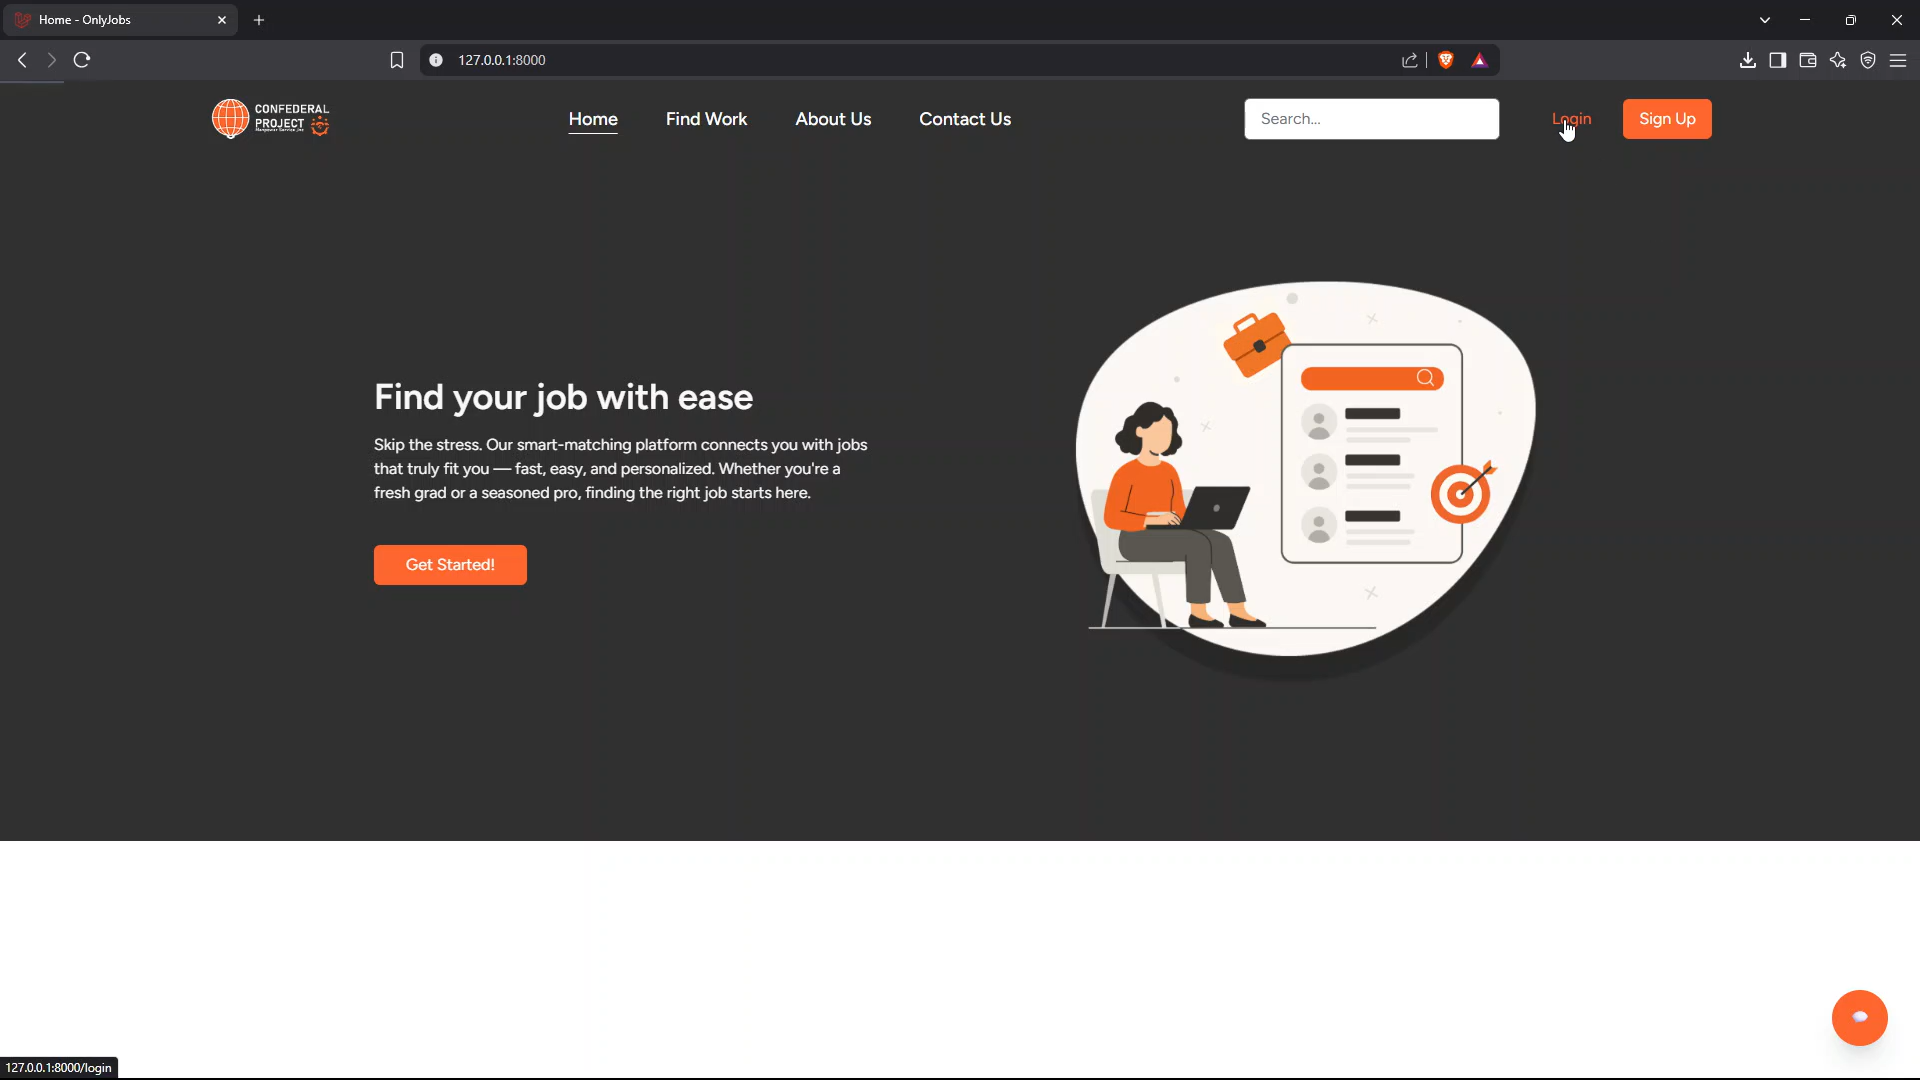 Home - OnlyJobs
127.0.0.1:8000
CONFEDERAL
PROJECT
Home
Find Work
About Us
Contact Us
Search...
Login
Sign Up
Find your job with ease
Skip the stress. Our smart-matching platform connects you with jobs
that truly fit you — fast, easy, and personalized. Whether you're a
fresh grad or a seasoned pro, finding the right job starts here.
Get Started!
127.0.0.1:8000/login